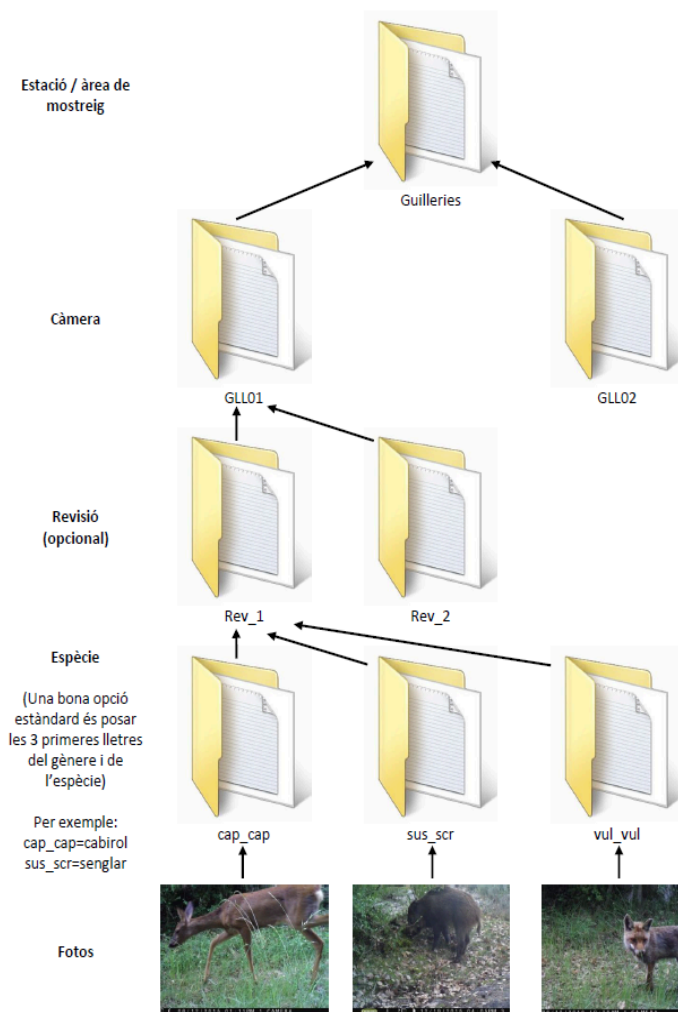 Estació / àrea de
mostreig
Guilleries
Càmera
GLL01
GLL02
Revisió
(opcional)
Rev_1
Rev_2
Espècie
(Una bona opció
estàndard és posar
les 3 primeres lletres
del gènere i de
l'espècie)
Per exemple:
cap_cap=cabirol
sus_scr=senglar
cap_cap
sus_scr
vul_vul
Fotos